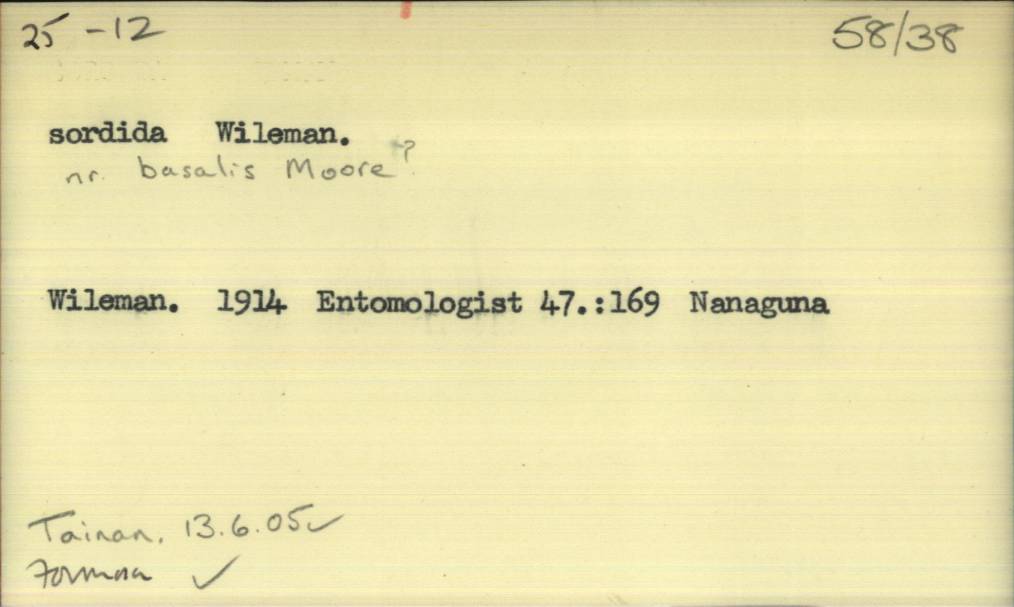 25 -12
58/38
sordida Wileman.
nr. basalis Moore?
Wileman. 1914 Entomologist 47.:169 Nanaguna
Tainan. 13.6.05 ✓
Formosa ✓